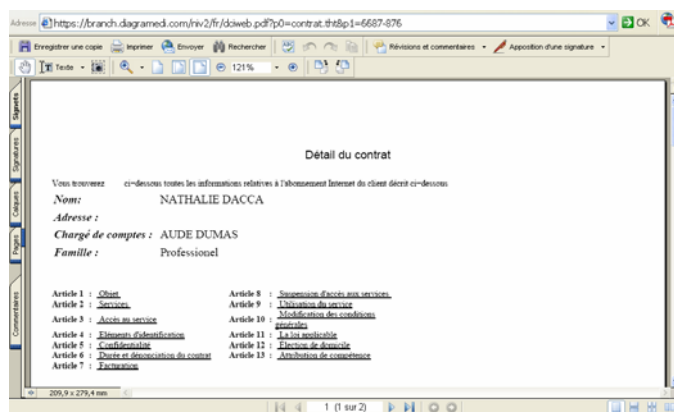 Adresse https://branch.diagramedi.com/niv2/fr/dciweb.pdf?p0=contrat.tht&p1=6687-876 OK
Enregistrer une copie Imprimer Envoyer Rechercher Révisions et commentaires Apposition d'une signature
Texte 121%
Signets
Signatures
Calques
Pages
Commentaires
Détail du contrat
Vous trouverez ci-dessous toutes les informations relatives à l'abonnement Internet du client décrit ci-dessous
Nom: NATHALIE DACCA
Adresse :
Chargé de comptes : AUDE DUMAS
Famille : Professionel
Article 1 : Objet Article 8 : Suspension d'accès aux services
Article 2 : Services Article 9 : Utilisation du service
Article 3 : Accès au service Article 10 : Modification des conditions générales
Article 4 : Eléments d'identification Article 11 : La loi applicable
Article 5 : Confidentialité Article 12 : Élection de domicile
Article 6 : Durée et dénonciation du contrat Article 13 : Attribution de compétence
Article 7 : Facturation
209,9 x 279,4 mm
1 (1 sur 2)